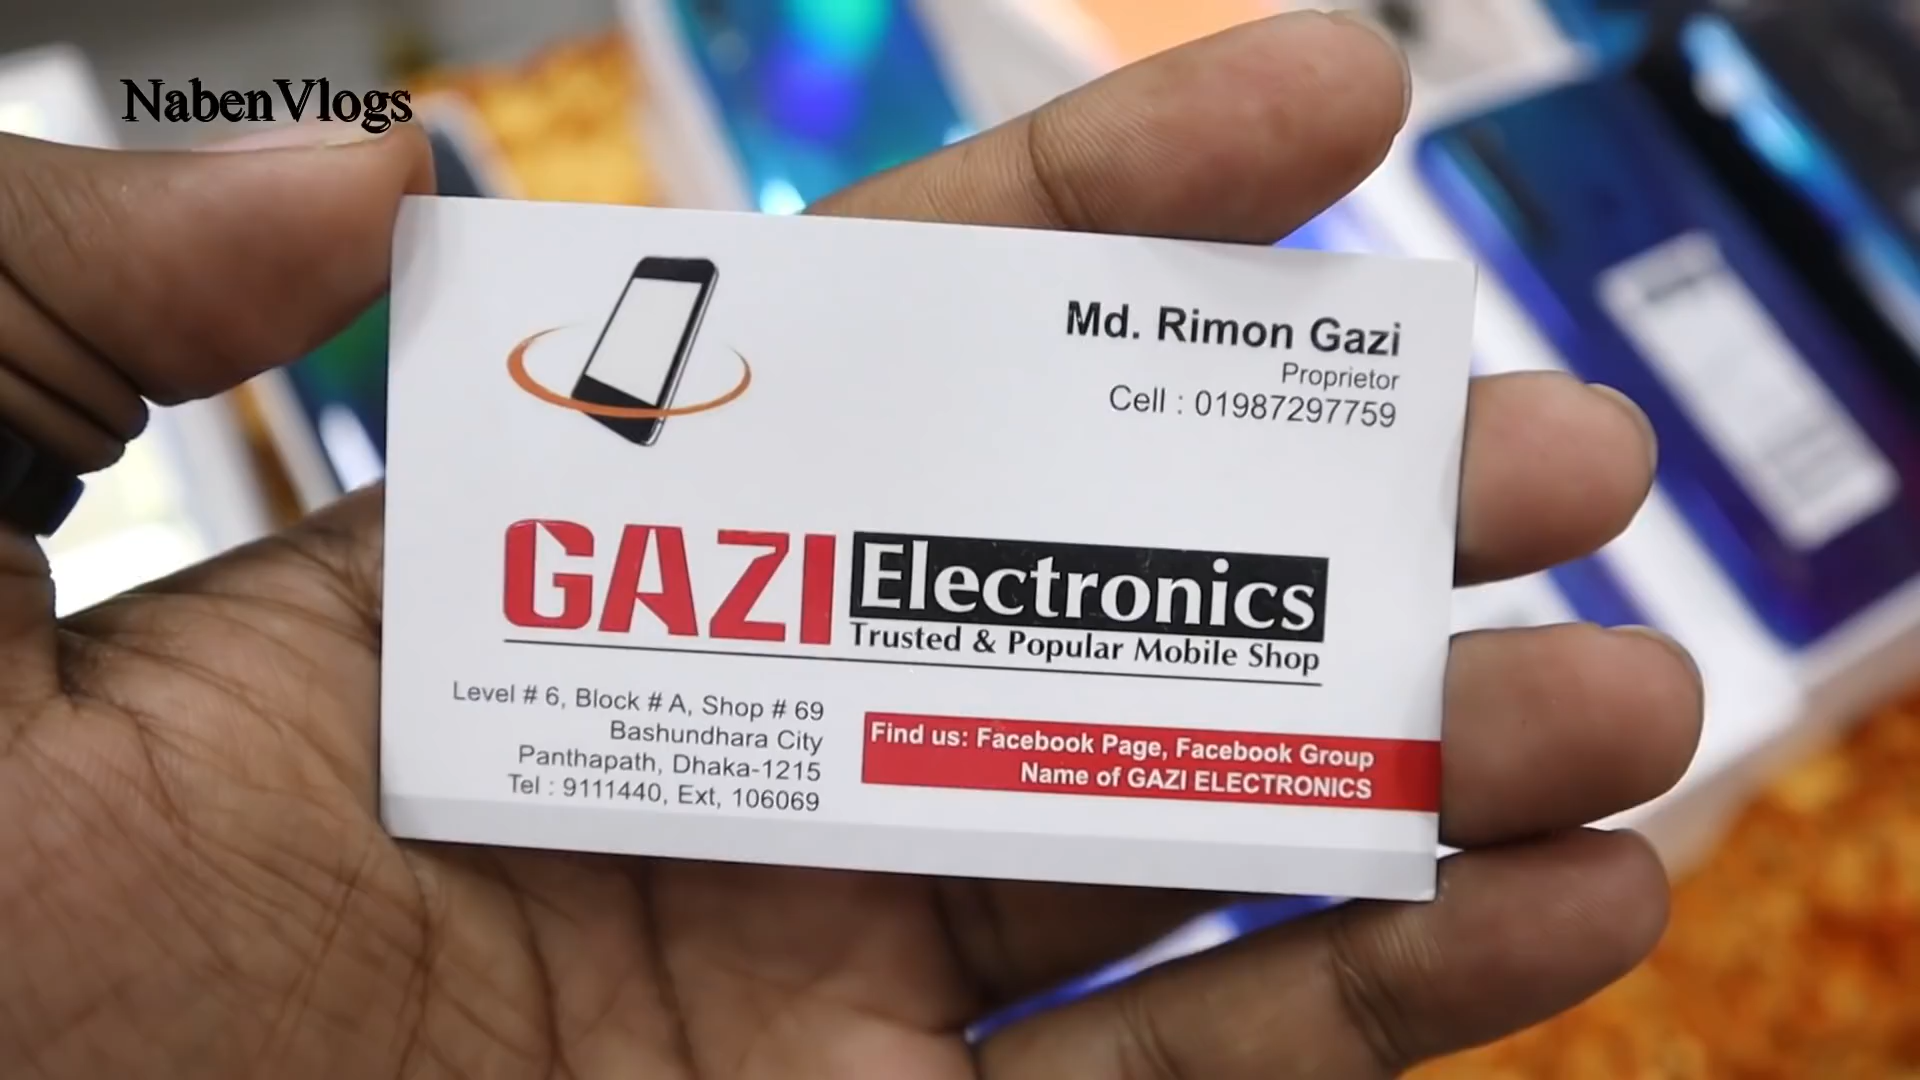 NabenVlogs
Md. Rimon Gazi
Proprietor
Cell : 01987297759
GAZI Electronics
Trusted & Popular Mobile Shop
Level # 6, Block # A, Shop # 69
Bashundhara City
Panthapath, Dhaka-1215
Tel : 9111440, Ext, 106069
Find us: Facebook Page, Facebook Group
Name of GAZI ELECTRONICS